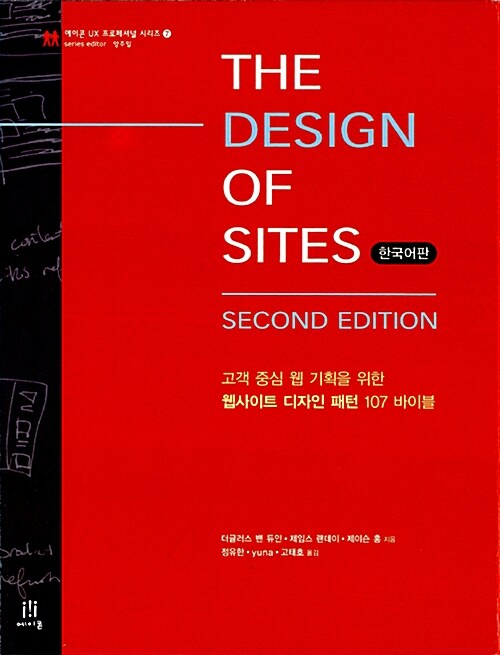 에이콘 UX 프로페셔널 시리즈 7
series editor 양주일
THE
DESIGN
OF
SITES 한국어판
SECOND EDITION
고객 중심 웹 기획을 위한
웹사이트 디자인 패턴 107 바이블
더글러스 밴 듀인 • 제임스 랜데이 • 제이슨 홍 지음
정유한 • yuna • 고태호 옮김
에이콘